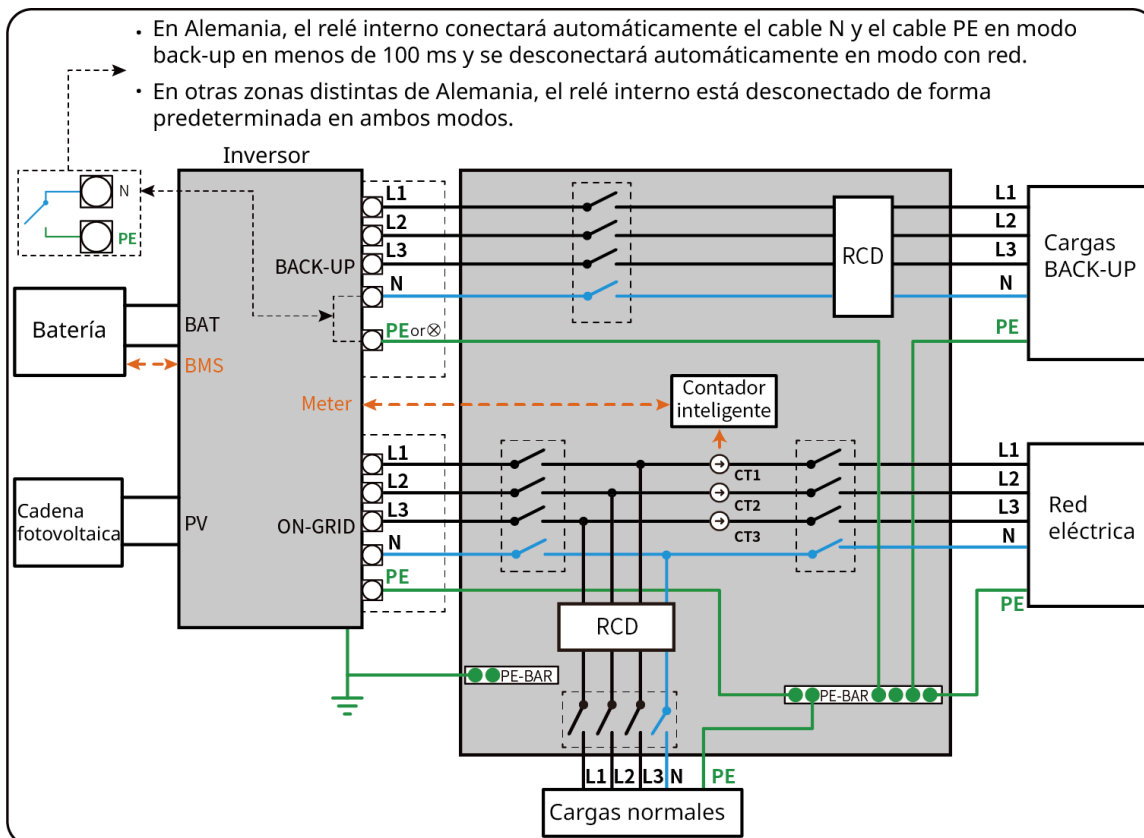 • En Alemania, el relé interno conectará automáticamente el cable N y el cable PE en modo
back-up en menos de 100 ms y se desconectará automáticamente en modo con red.
• En otras zonas distintas de Alemania, el relé interno está desconectado de forma
predeterminada en ambos modos.
Inversor
N
PE
L1
L2
L3
N
PE or ⊗
BACK-UP
RCD
L1
L2
L3
N
PE
Cargas
BACK-UP
Batería
BAT
BMS
Meter
Contador
inteligente
Cadena
fotovoltaica
PV
ON-GRID
L1
L2
L3
N
PE
CT1
CT2
CT3
L1
L2
L3
N
PE
Red
eléctrica
RCD
PE-BAR
PE-BAR
L1 L2 L3 N PE
Cargas normales